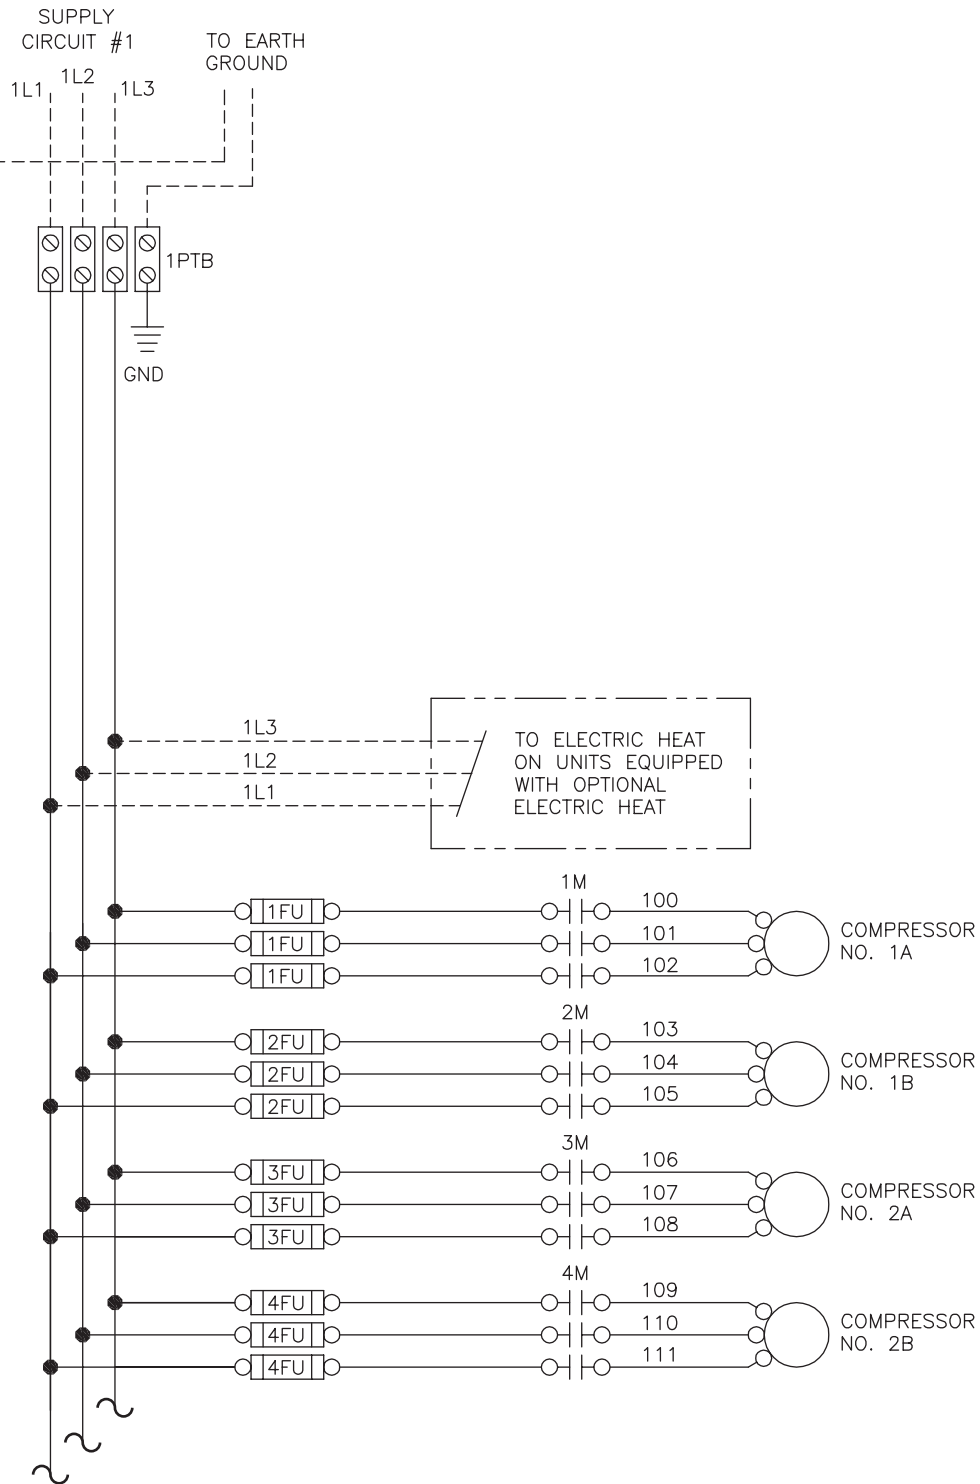 SUPPLY
CIRCUIT #1
TO EARTH
GROUND
1L1
1L2
1L3
1PTB
GND
1L3
1L2
1L1
TO ELECTRIC HEAT
ON UNITS EQUIPPED
WITH OPTIONAL
ELECTRIC HEAT
1M
1FU
100
1FU
101
1FU
102
COMPRESSOR
NO. 1A
2M
2FU
103
2FU
104
2FU
105
COMPRESSOR
NO. 1B
3M
3FU
106
3FU
107
3FU
108
COMPRESSOR
NO. 2A
4M
4FU
109
4FU
110
4FU
111
COMPRESSOR
NO. 2B